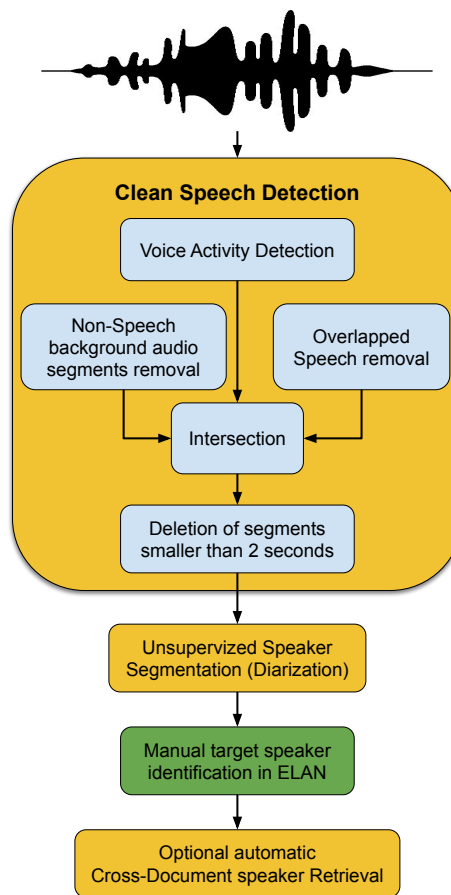 Clean Speech Detection
Voice Activity Detection
Non-Speech
background audio
segments removal
Overlapped
Speech removal
Intersection
Deletion of segments
smaller than 2 seconds
Unsupervized Speaker
Segmentation (Diarization)
Manual target speaker
identification in ELAN
Optional automatic
Cross-Document speaker Retrieval